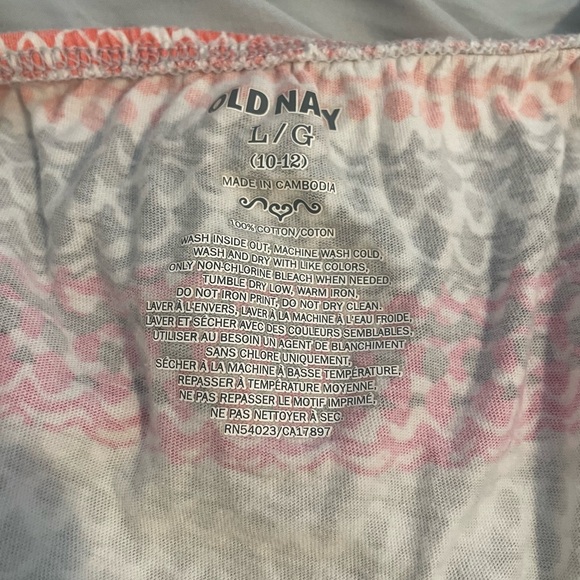 OLD NAVY
L/G
(10-12)
MADE IN CAMBODIA
100% COTTON/COTON
WASH INSIDE OUT, MACHINE WASH COLD,
WASH AND DRY WITH LIKE COLORS,
ONLY NON-CHLORINE BLEACH WHEN NEEDED,
TUMBLE DRY LOW, WARM IRON,
DO NOT IRON PRINT, DO NOT DRY CLEAN.
LAVER À L'ENVERS, LAVER À LA MACHINE À L'EAU FROIDE,
LAVER ET SÉCHER AVEC DES COULEURS SEMBLABLES,
UTILISER AU BESOIN UN AGENT DE BLANCHIMENT
SANS CHLORE UNIQUEMENT,
SÉCHER À LA MACHINE À BASSE TEMPÉRATURE,
REPASSER À TEMPÉRATURE MOYENNE,
NE PAS REPASSER LE MOTIF IMPRIMÉ,
NE PAS NETTOYER À SEC.
RN54023/CA17897